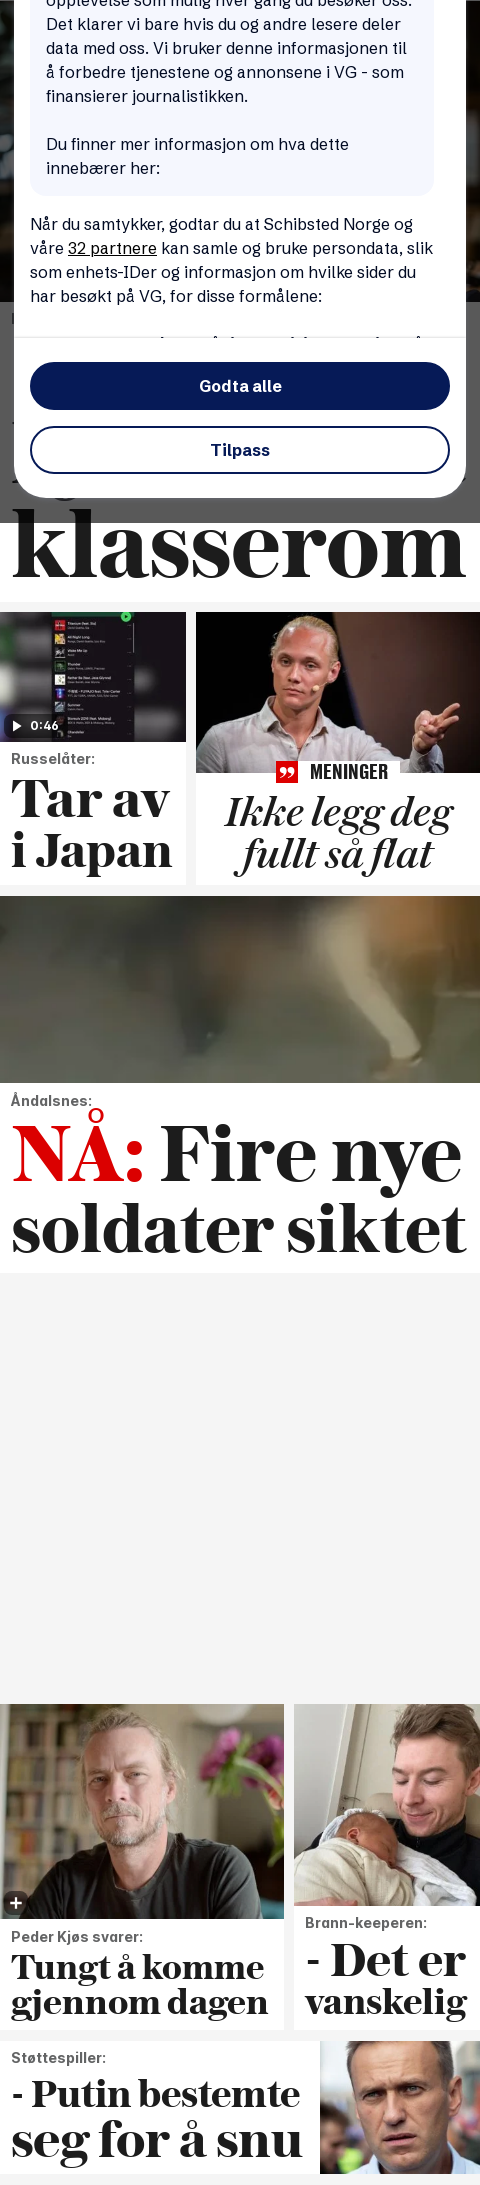 opplevelse som mulig hver gang du besøker oss.
Det klarer vi bare hvis du og andre lesere deler
data med oss. Vi bruker denne informasjonen til
å forbedre tjenestene og annonsene i VG - som
finansierer journalistikken.
Du finner mer informasjon om hva dette
innebærer her:
Når du samtykker, godtar du at Schibsted Norge og
våre 32 partnere kan samle og bruke persondata, slik
som enhets-IDer og informasjon om hvilke sider du
har besøkt på VG, for disse formålene:
Godta alle
Tilpass
klasserom
0:46
Russelåter:
Tar av
i Japan
MENINGER
Ikke legg deg
fullt så flat
Åndalsnes:
NÅ: Fire nye
soldater siktet
Peder Kjøs svarer:
Tungt å komme
gjennom dagen
Brann-keeperen:
- Det er
vanskelig
Støttespiller:
- Putin bestemte
seg for å snu